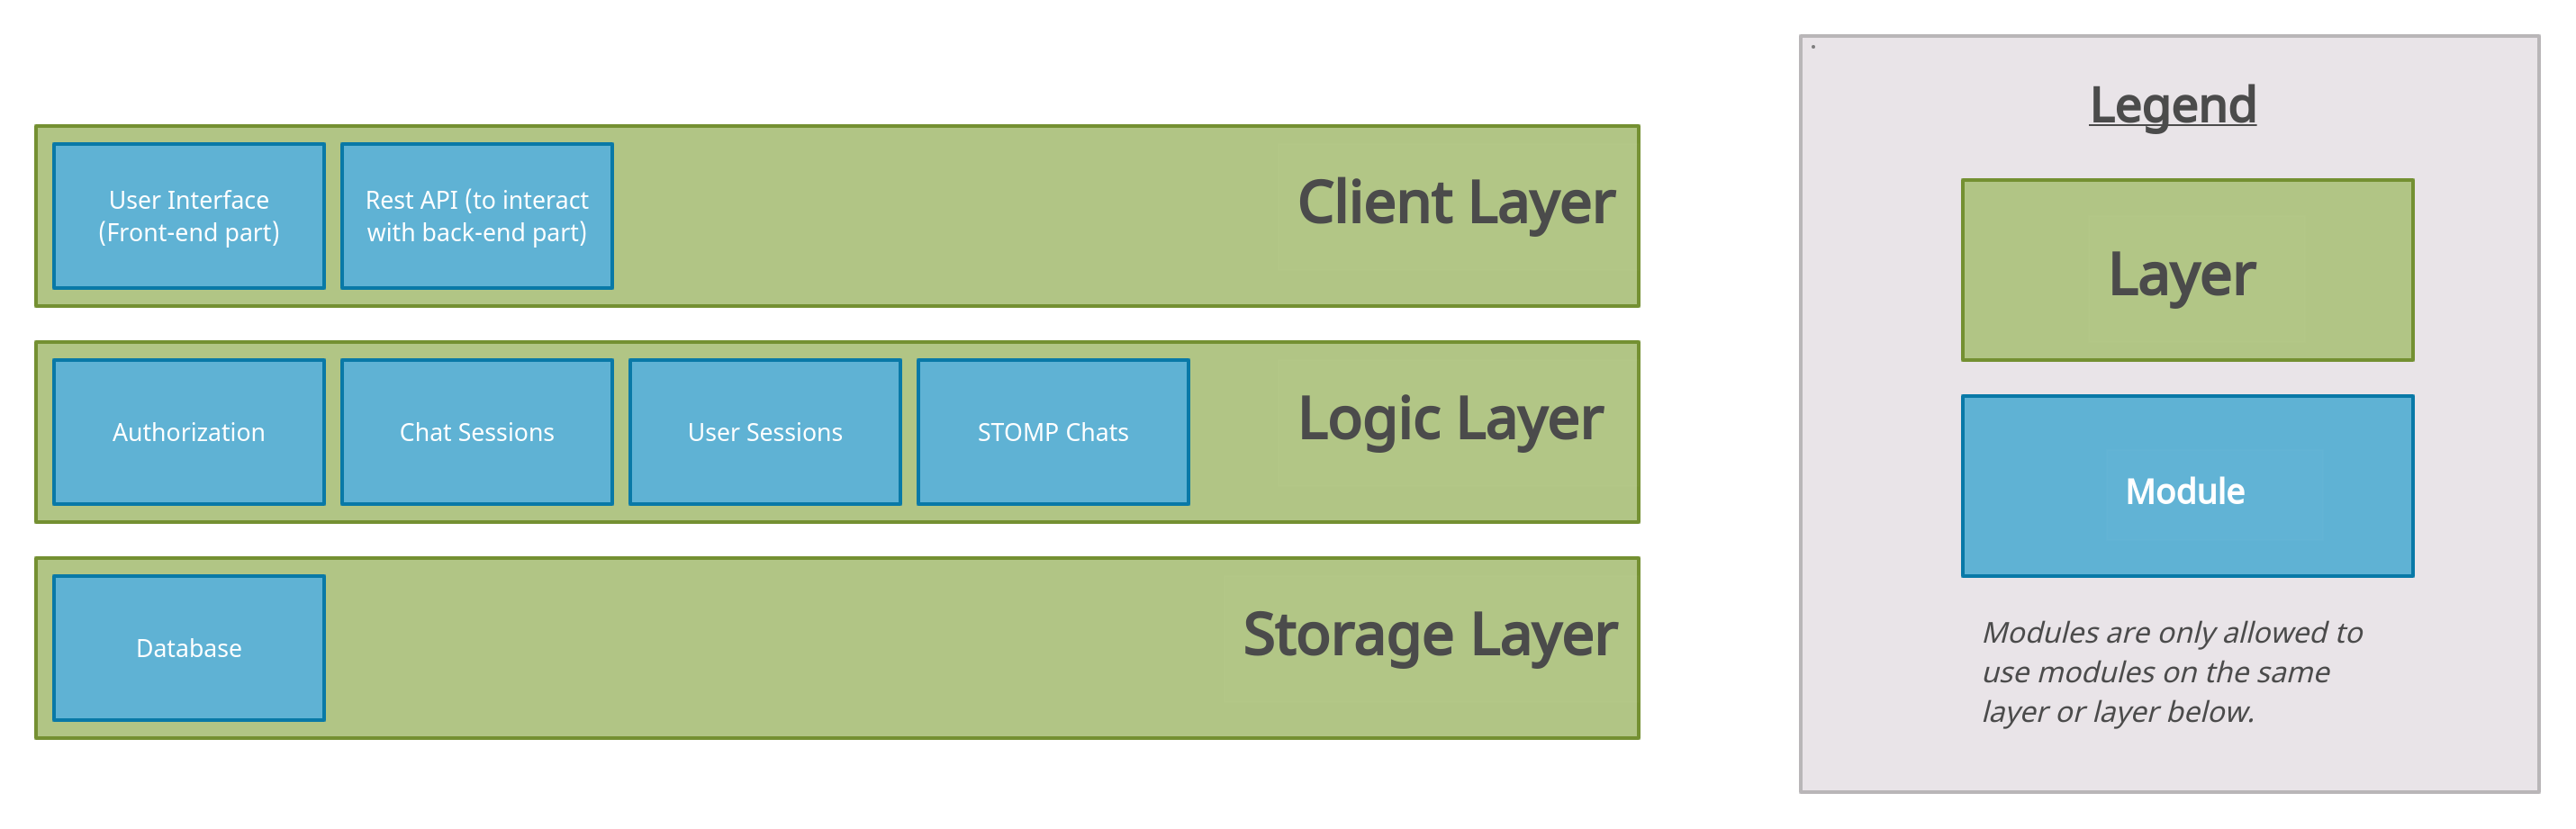 User Interface
(Front-end part)
Rest API (to interact
with back-end part)
Client Layer
Authorization
Chat Sessions
User Sessions
STOMP Chats
Logic Layer
Database
Storage Layer
Legend
Layer
Module
Modules are only allowed to
use modules on the same
layer or layer below.